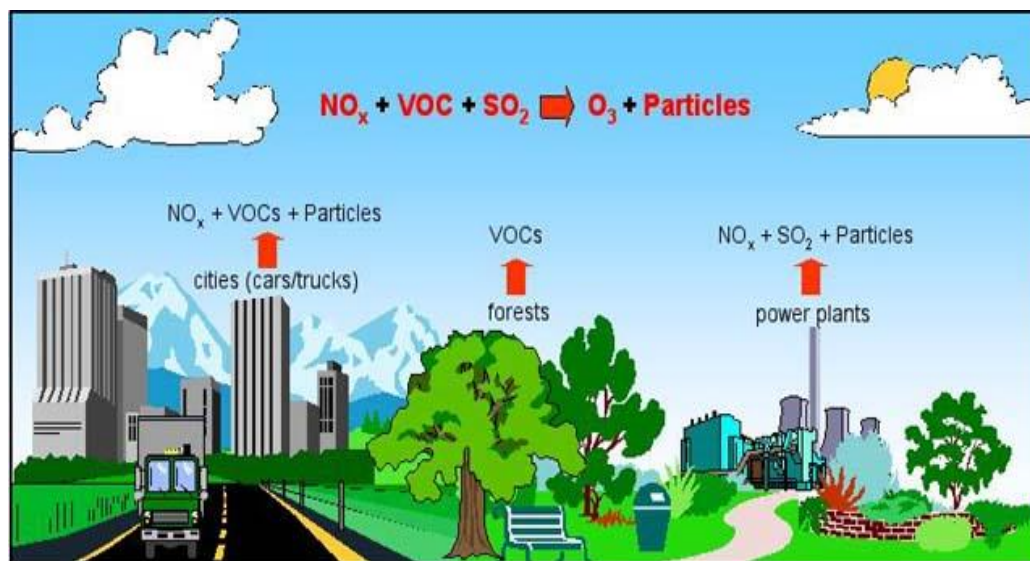 NOₓ + VOC + SO₂ ➡ O₃ + Particles
NOₓ + VOCs + Particles
cities (cars/trucks)
VOCs
forests
NOₓ + SO₂ + Particles
power plants